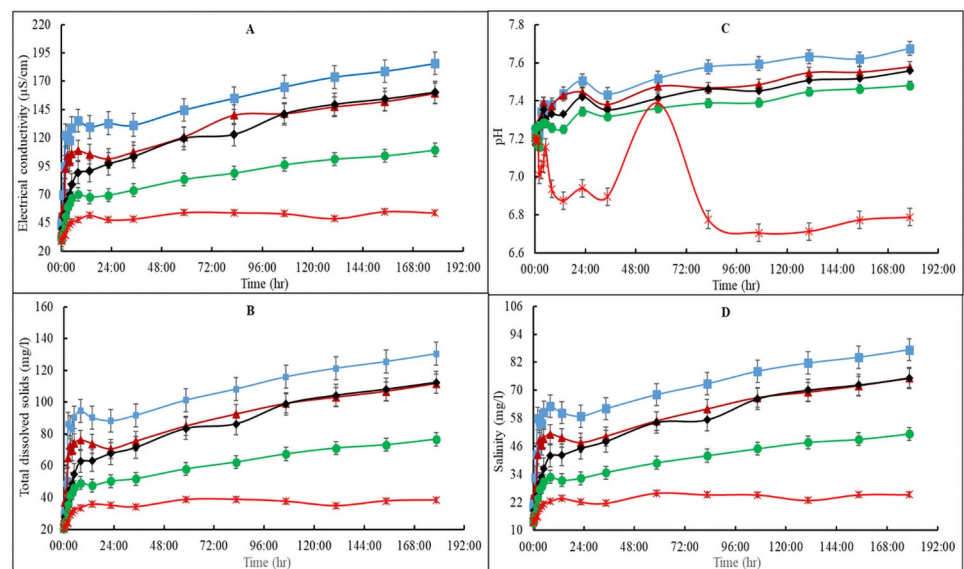 A
Electrical conductivity (µS/cm)
220
195
170
145
120
95
70
45
20
00:00 24:00 48:00 72:00 96:00 120:00 144:00 168:00 192:00
Time (hr)
C
pH
7.8
7.6
7.4
7.2
7.0
6.8
6.6
00:00 24:00 48:00 72:00 96:00 120:00 144:00 168:00 192:00
Time (hr)
B
Total dissolved solids (mg/l)
160
140
120
100
80
60
40
20
00:00 24:00 48:00 72:00 96:00 120:00 144:00 168:00 192:00
Time (hr)
D
Salinity (mg/l)
106
94
82
70
58
46
34
22
10
00:00 24:00 48:00 72:00 96:00 120:00 144:00 168:00 192:00
Time (hr)